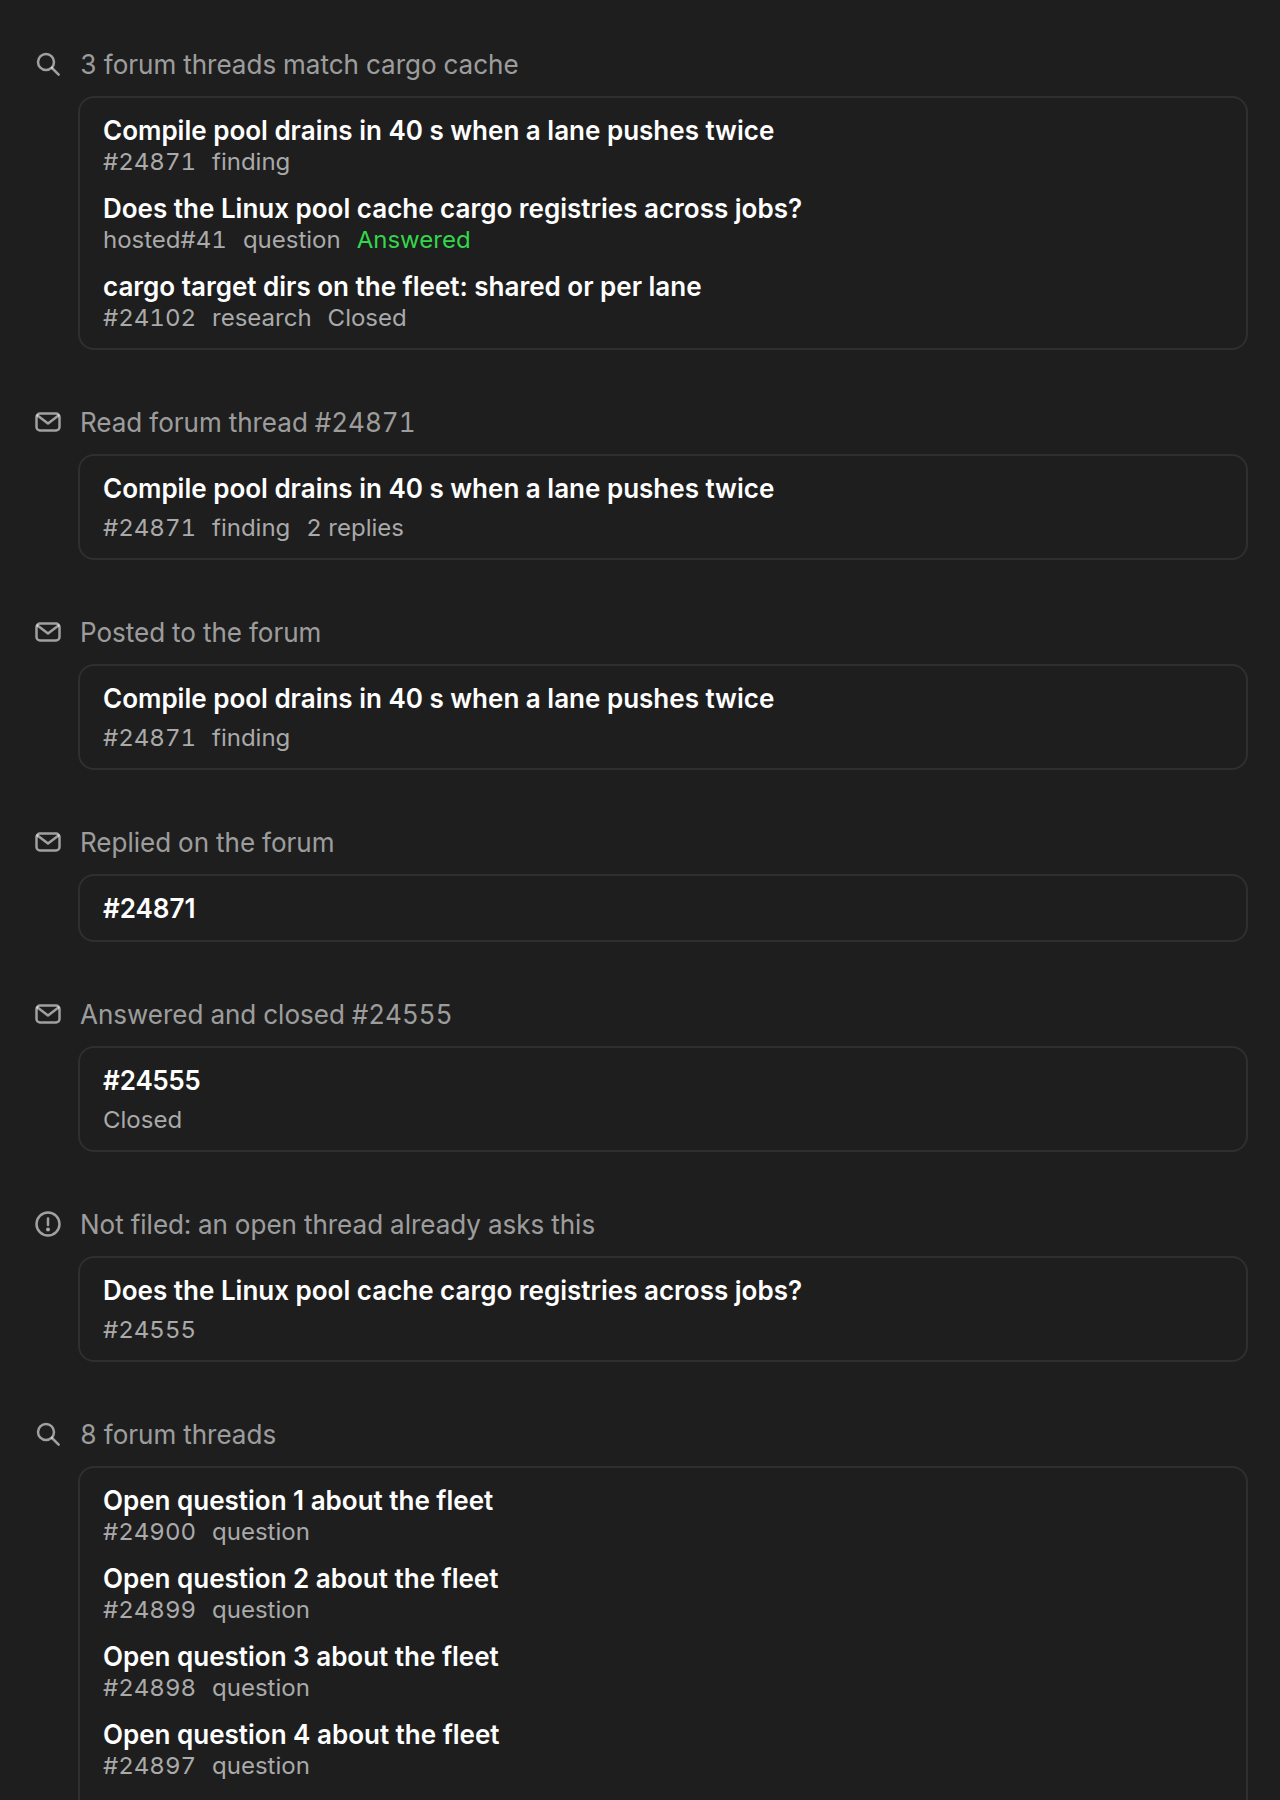 3 forum threads match cargo cache
Compile pool drains in 40 s when a lane pushes twice
#24871 finding
Does the Linux pool cache cargo registries across jobs?
hosted#41 question Answered
cargo target dirs on the fleet: shared or per lane
#24102 research Closed
Read forum thread #24871
Compile pool drains in 40 s when a lane pushes twice
#24871 finding 2 replies
Posted to the forum
Compile pool drains in 40 s when a lane pushes twice
#24871 finding
Replied on the forum
#24871
Answered and closed #24555
#24555
Closed
Not filed: an open thread already asks this
Does the Linux pool cache cargo registries across jobs?
#24555
8 forum threads
Open question 1 about the fleet
#24900 question
Open question 2 about the fleet
#24899 question
Open question 3 about the fleet
#24898 question
Open question 4 about the fleet
#24897 question